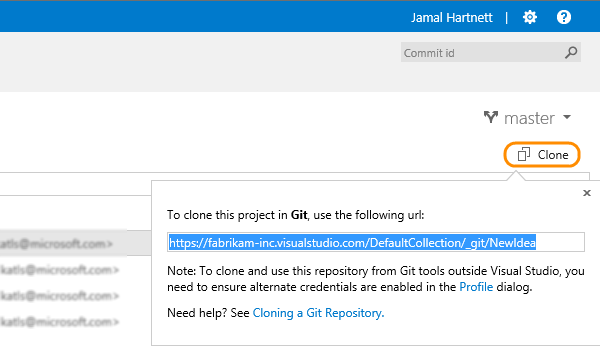 Jamal Hartnett |
Commit id
master
Clone
To clone this project in Git, use the following url:
https://fabrikam-inc.visualstudio.com/DefaultCollection/_git/NewIdea
Note: To clone and use this repository from Git tools outside Visual Studio, you
need to ensure alternate credentials are enabled in the Profile dialog.
Need help? See Cloning a Git Repository.
katls@microsoft.com>
katls@microsoft.com>
katls@microsoft.com>
katls@microsoft.com>